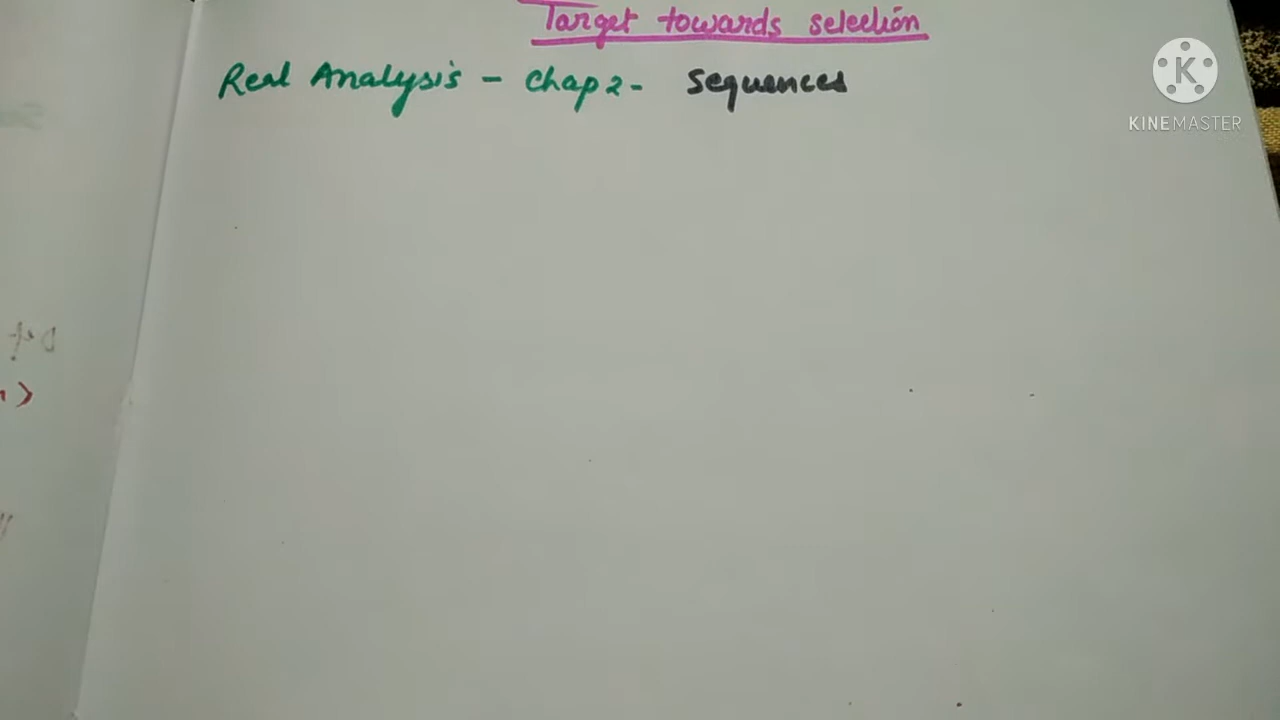 Target towards selection
Real Analysis - Chap 2 - Sequences
KINEMASTER